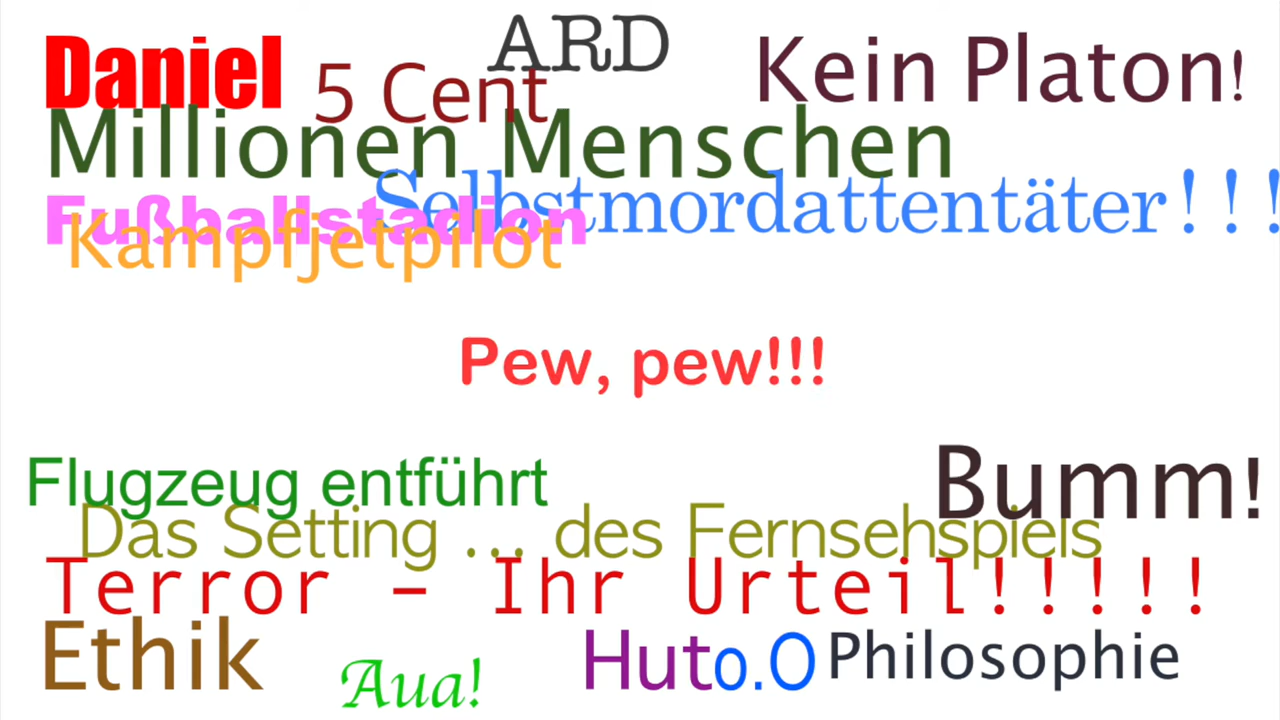 ARD
Daniel
5 Cent
Kein Platon!
Millionen Menschen
Selbstmordattentäter!!!
Fußballstadion
Kampfjetpilot
Pew, pew!!!
Flugzeug entführt
Bumm!
Das Setting ... des Fernsehspiels
Terror - Ihr Urteil!!!!!
Ethik
Aua!
Hut
o.O
Philosophie